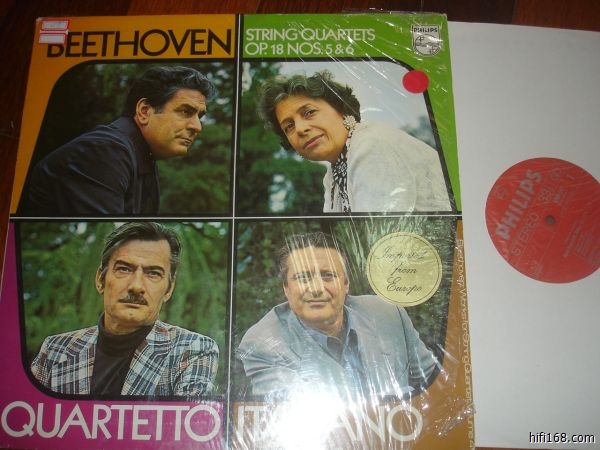 BEETHOVEN
STRING QUARTETS
OP. 18 NOS. 5 & 6
PHILIPS
Imported
from
Europe
PHILIPS
STEREO
QUARTETTO
ITALIANO
hifi168.com